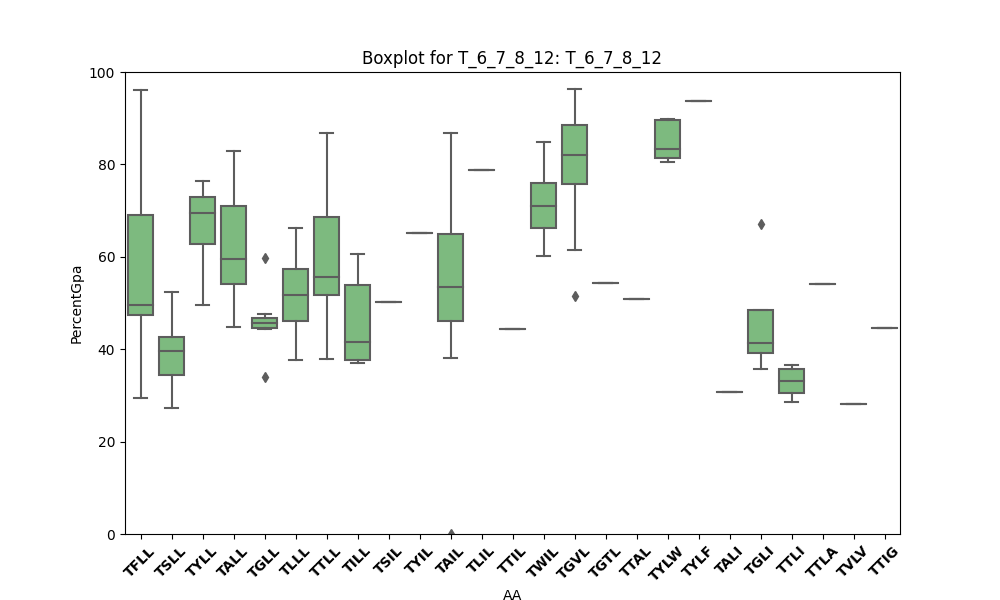 Boxplot for T_6_7_8_12: T_6_7_8_12
100
80
60
40
20
0
PercentGpa
TFLL TSLL TYLL TALL TGLL TLLL TTLL TILL TSIL TYIL TAIL TLIL TTIL TWIL TGVL TGTL TTAL TYLW TYLF TALI TGLI TTLI TTLA TVLV TTIG
AA